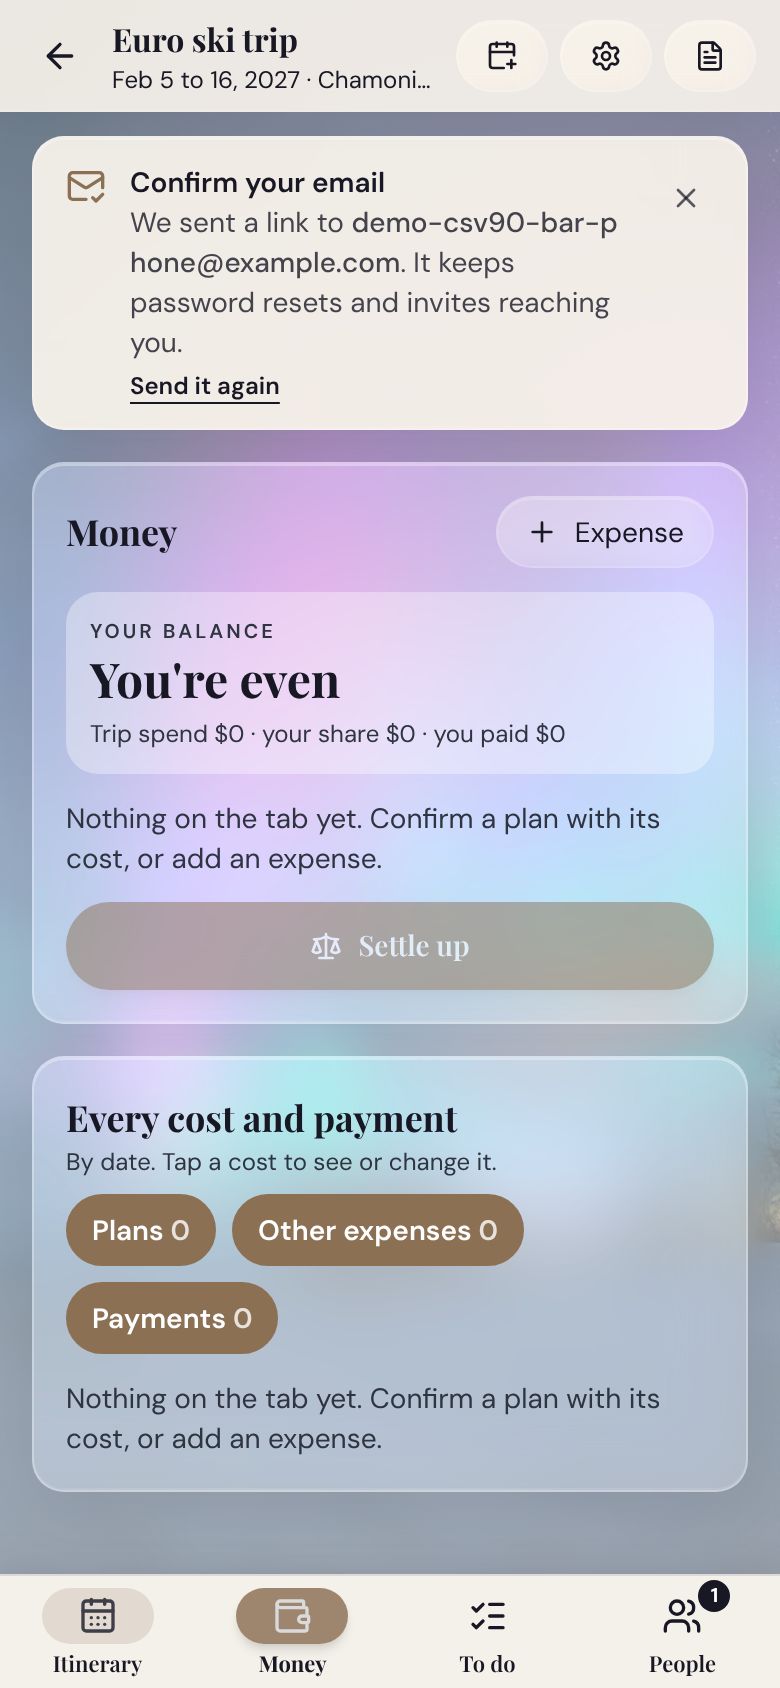 Euro ski trip
Feb 5 to 16, 2027 · Chamoni...
Confirm your email
We sent a link to demo-csv90-bar-p
hone@example.com. It keeps
password resets and invites reaching
you.
Send it again
Money
Expense
YOUR BALANCE
You're even
Trip spend $0 · your share $0 · you paid $0
Nothing on the tab yet. Confirm a plan with its
cost, or add an expense.
Settle up
Every cost and payment
By date. Tap a cost to see or change it.
Plans 0
Other expenses 0
Payments 0
Nothing on the tab yet. Confirm a plan with its
cost, or add an expense.
1
Itinerary
Money
To do
People